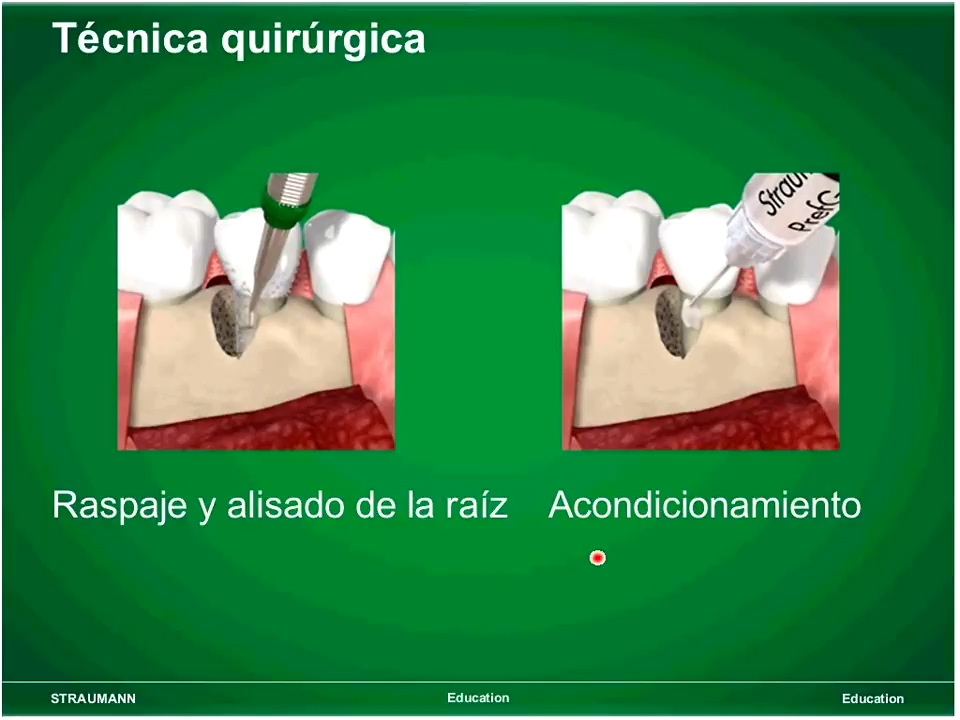 Técnica quirúrgica
Raspaje y alisado de la raíz
Acondicionamiento
STRAUMANN
Education
Education